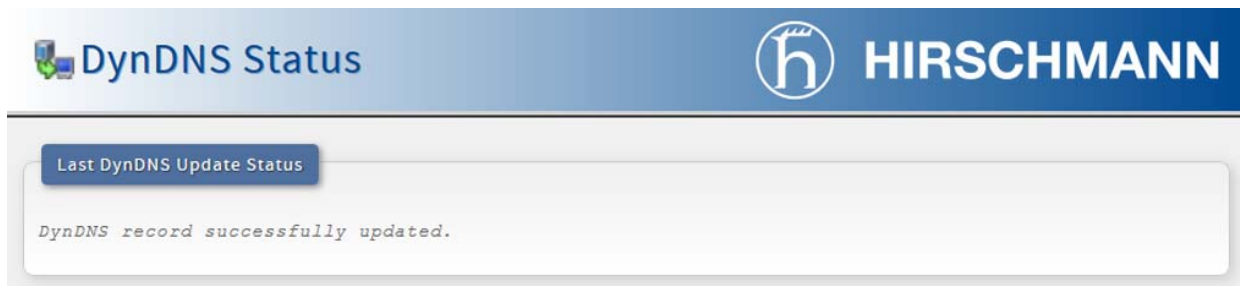 DynDNS Status
HIRSCHMANN
Last DynDNS Update Status
DynDNS record successfully updated.